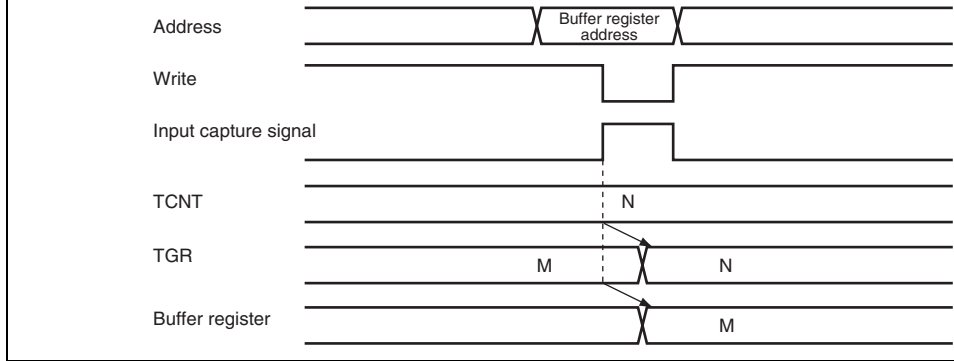 Address
Buffer register
address
Write
Input capture signal
TCNT
N
TGR
M
N
Buffer register
M